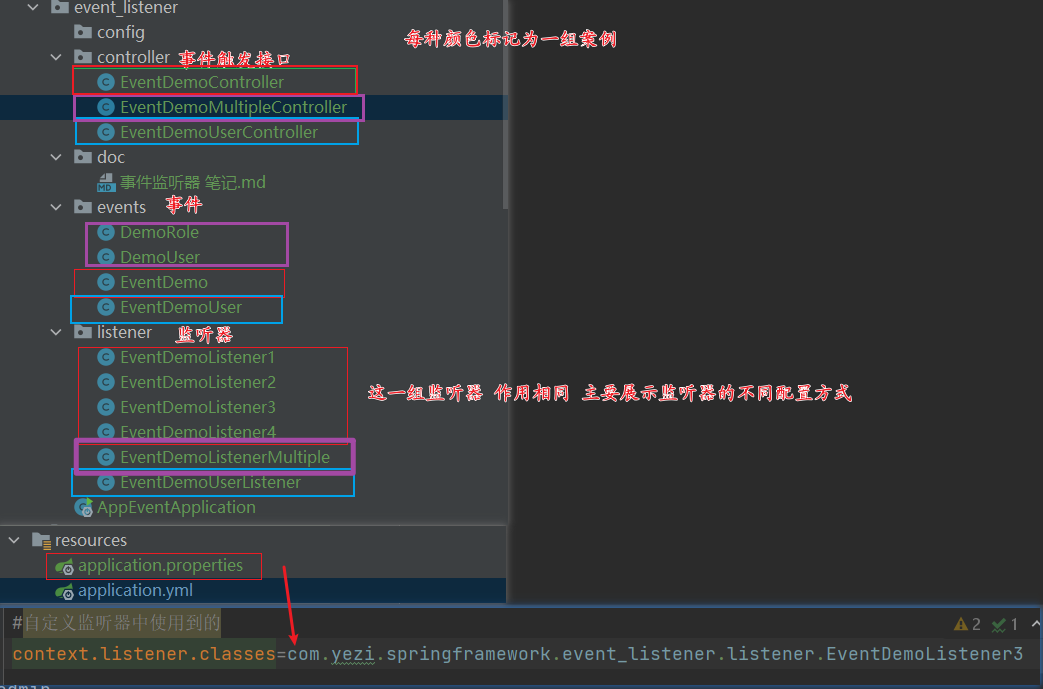 event_listener
config
每种颜色标记为一组案例
controller 事件触发接口
EventDemoController
EventDemoMultipleController
EventDemoUserController
doc
事件监听器 笔记.md
events 事件
DemoRole
DemoUser
EventDemo
EventDemoUser
listener 监听器
EventDemoListener1
EventDemoListener2
这一组监听器 作用相同 主要展示监听器的不同配置方式
EventDemoListener3
EventDemoListener4
EventDemoListenerMultiple
EventDemoUserListener
AppEventApplication
resources
application.properties
application.yml
#自定义监听器中使用到的
2 1
context.listener.classes=com.yezi.springframework.event_listener.listener.EventDemoListener3